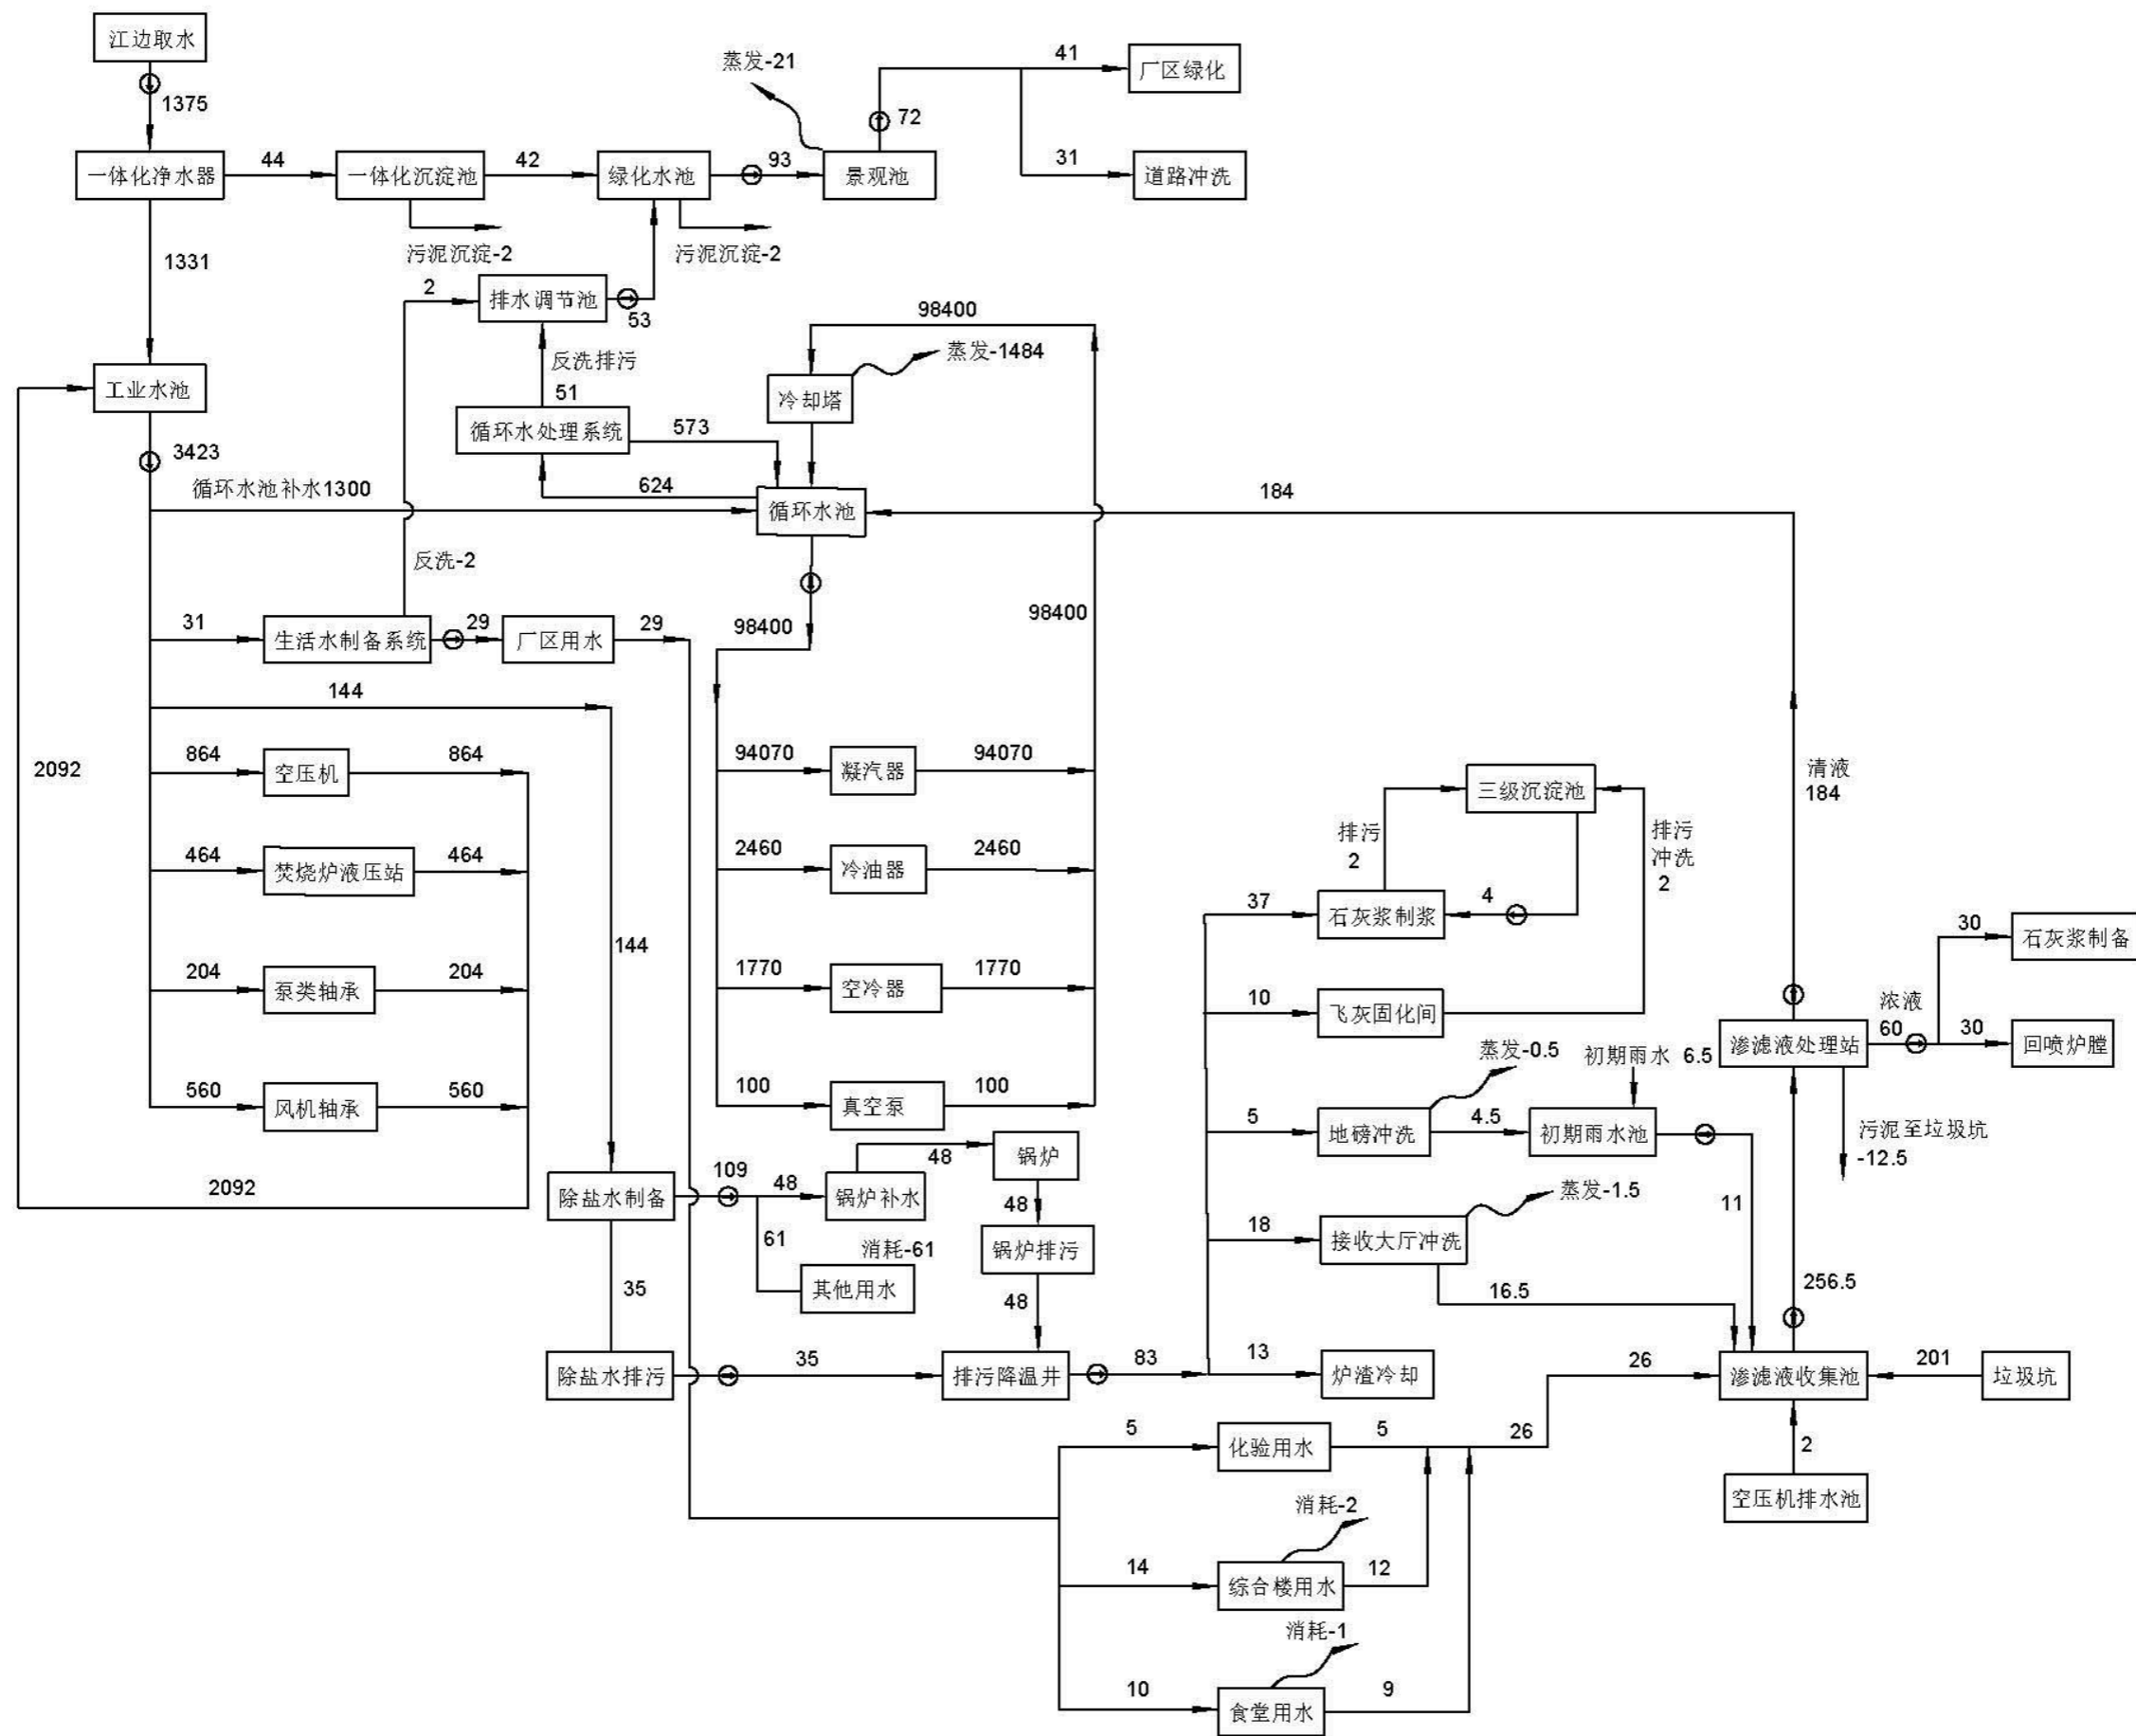 江边取水
1375
一体化净水器
44
一体化沉淀池
42
绿化水池
93
景观池
蒸发-21
72
41
厂区绿化
31
道路冲洗
污泥沉淀-2
污泥沉淀-2
1331
2
排水调节池
53
反洗排污
51
98400
蒸发-1484
冷却塔
工业水池
循环水处理系统
573
3423
循环水池补水1300
624
循环水池
184
反洗-2
98400
98400
31
生活水制备系统
29
厂区用水
29
144
2092
864
空压机
864
94070
凝汽器
94070
464
焚烧炉液压站
464
2460
冷油器
2460
144
204
泵类轴承
204
1770
空冷器
1770
560
风机轴承
560
100
真空泵
100
2092
三级沉淀池
排污
2
排污
冲洗
2
清液
184
37
石灰浆制浆
4
30
石灰浆制备
10
飞灰固化间
浓液
60
渗滤液处理站
30
回喷炉膛
蒸发-0.5
初期雨水 6.5
5
地磅冲洗
4.5
初期雨水池
污泥至垃圾坑
-12.5
除盐水制备
109
48
锅炉补水
48
锅炉
48
61
消耗-61
其他用水
锅炉排污
48
18
接收大厅冲洗
蒸发-1.5
16.5
11
256.5
35
除盐水排污
35
排污降温井
83
13
炉渣冷却
26
渗滤液收集池
201
垃圾坑
2
空压机排水池
5
化验用水
5
26
消耗-2
14
综合楼用水
12
消耗-1
10
食堂用水
9